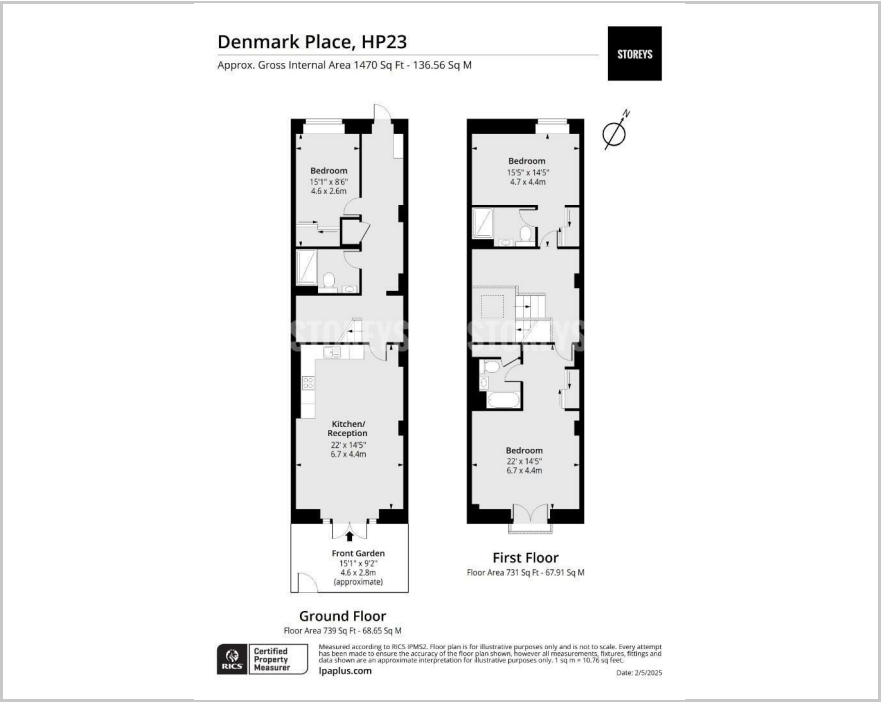 Denmark Place, HP23
Approx. Gross Internal Area 1470 Sq Ft - 136.56 Sq M
STOREYS
N
Bedroom
15'1" x 8'6"
4.6 x 2.6m
Bedroom
15'5" x 14'5"
4.7 x 4.4m
STOREYS
STOREYS
Kitchen/
Reception
22' x 14'5"
6.7 x 4.4m
Bedroom
22' x 14'5"
6.7 x 4.4m
Front Garden
15'1" x 9'2"
4.6 x 2.8m
(approximate)
First Floor
Floor Area 731 Sq Ft - 67.91 Sq M
Ground Floor
Floor Area 739 Sq Ft - 68.65 Sq M
RICS
Certified
Property
Measurer
Measured according to RICS IPMS2. Floor plan is for illustrative purposes only and is not to scale. Every attempt
has been made to ensure the accuracy of the floor plan shown, however all measurements, fixtures, fittings and
data shown are an approximate interpretation for illustrative purposes only. 1 sq m = 10.76 sq feet.
lpaplus.com
Date: 2/5/2025